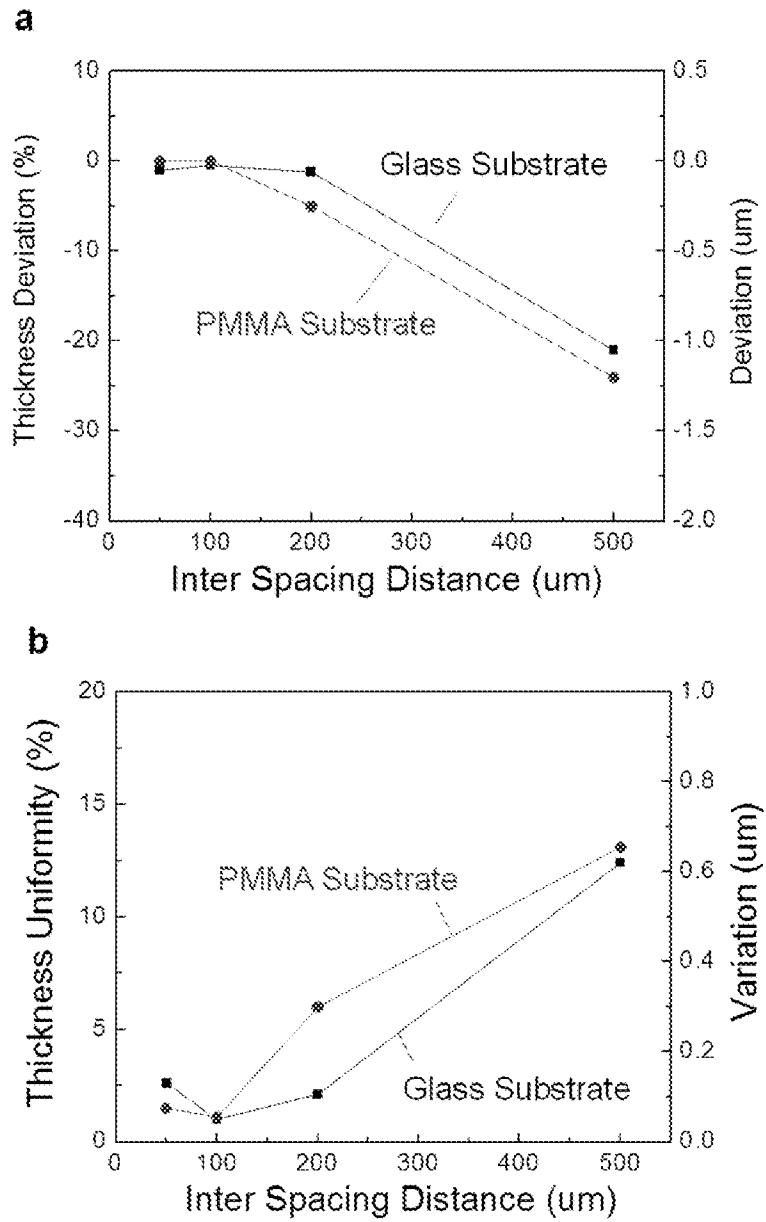 a
10
0
-10
-20
-30
-40
0.5
0.0
-0.5
-1.0
-1.5
-2.0
0 100 200 300 400 500
Thickness Deviation (%)
Deviation (um)
Glass Substrate
PMMA Substrate
Inter Spacing Distance (um)
b
20
15
10
5
0
1.0
0.8
0.6
0.4
0.2
0.0
0 100 200 300 400 500
Thickness Uniformity (%)
Variation (um)
PMMA Substrate
Glass Substrate
Inter Spacing Distance (um)